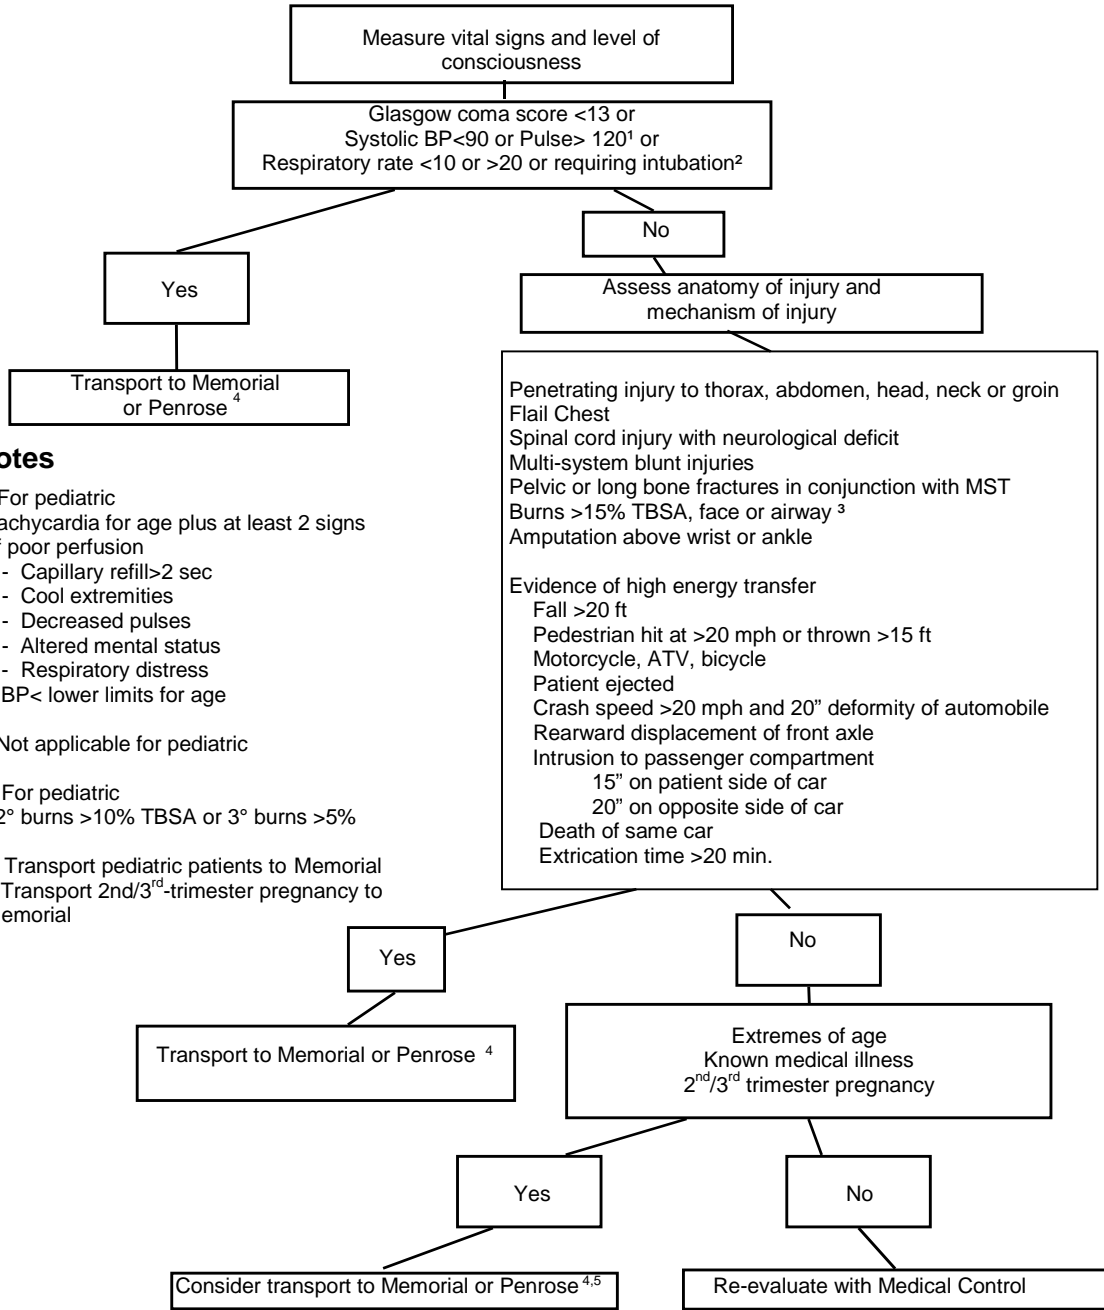 Measure vital signs and level of
consciousness
Glasgow coma score <13 or
Systolic BP<90 or Pulse> 120¹ or
Respiratory rate <10 or >20 or requiring intubation²
No
Yes
Assess anatomy of injury and
mechanism of injury
Transport to Memorial
or Penrose 4
Penetrating injury to thorax, abdomen, head, neck or groin
Flail Chest
Spinal cord injury with neurological deficit
Multi-system blunt injuries
Pelvic or long bone fractures in conjunction with MST
Burns >15% TBSA, face or airway ³
Amputation above wrist or ankle
Evidence of high energy transfer
Fall >20 ft
Pedestrian hit at >20 mph or thrown >15 ft
Motorcycle, ATV, bicycle
Patient ejected
Crash speed >20 mph and 20” deformity of automobile
Rearward displacement of front axle
Intrusion to passenger compartment
15” on patient side of car
20” on opposite side of car
Death of same car
Extrication time >20 min.
otes
For pediatric
achycardia for age plus at least 2 signs
poor perfusion
- Capillary refill>2 sec
- Cool extremities
- Decreased pulses
- Altered mental status
- Respiratory distress
BP< lower limits for age
Not applicable for pediatric
For pediatric
2° burns >10% TBSA or 3° burns >5%
Transport pediatric patients to Memorial
Transport 2nd/3rd-trimester pregnancy to
emorial
Yes
No
Transport to Memorial or Penrose 4
Extremes of age
Known medical illness
2nd/3rd trimester pregnancy
Yes
No
Consider transport to Memorial or Penrose 4,5
Re-evaluate with Medical Control